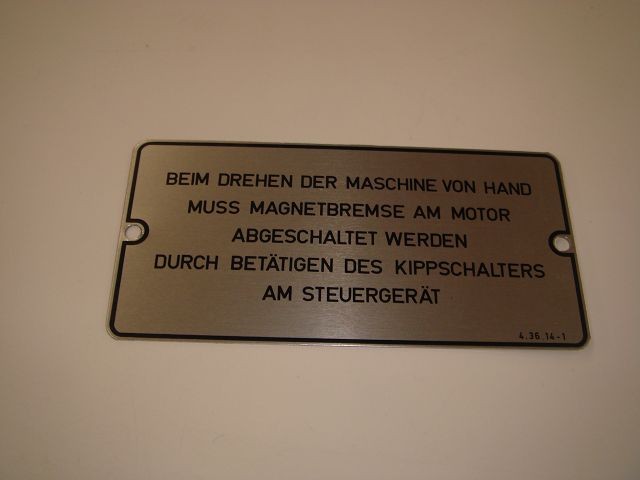 BEIM DREHEN DER MASCHINE VON HAND
MUSS MAGNETBREMSE AM MOTOR
ABGESCHALTET WERDEN
DURCH BETÄTIGEN DES KIPPSCHALTERS
AM STEUERGERÄT
4.36.14-1